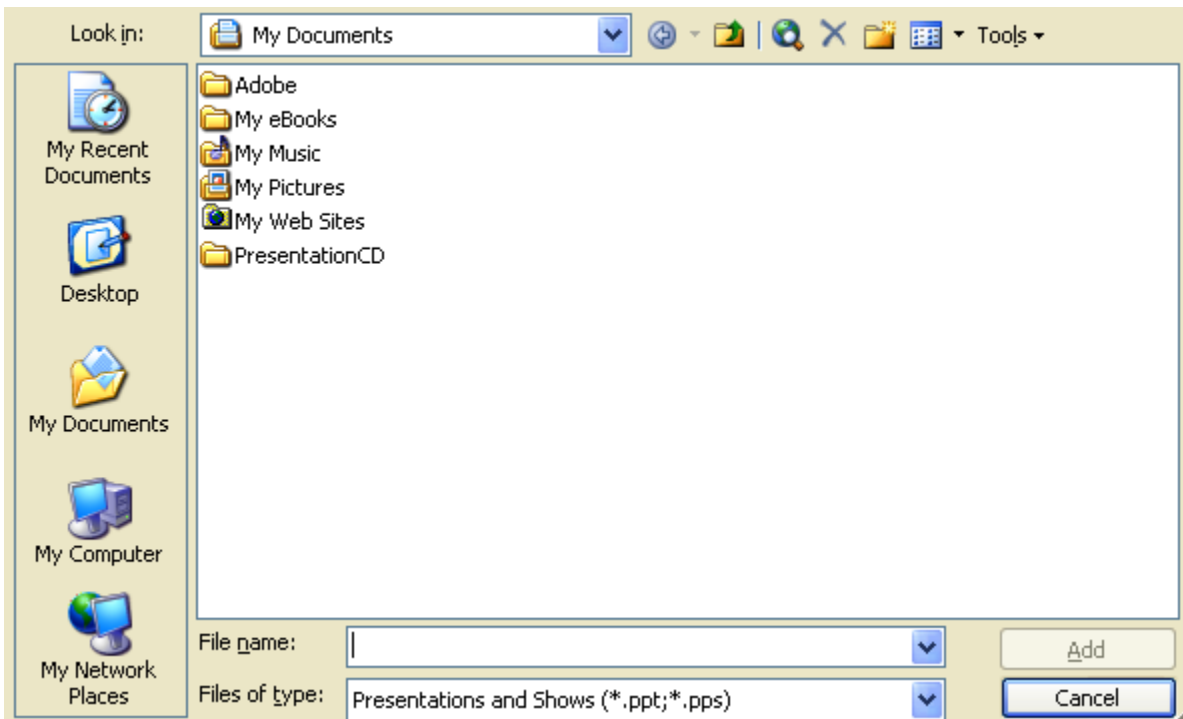 Look in:
My Documents
Tools
My Recent
Documents
Desktop
My Documents
My Computer
My Network
Places
Adobe
My eBooks
My Music
My Pictures
My Web Sites
PresentationCD
File name:
Add
Files of type:
Presentations and Shows (*.ppt;*.pps)
Cancel